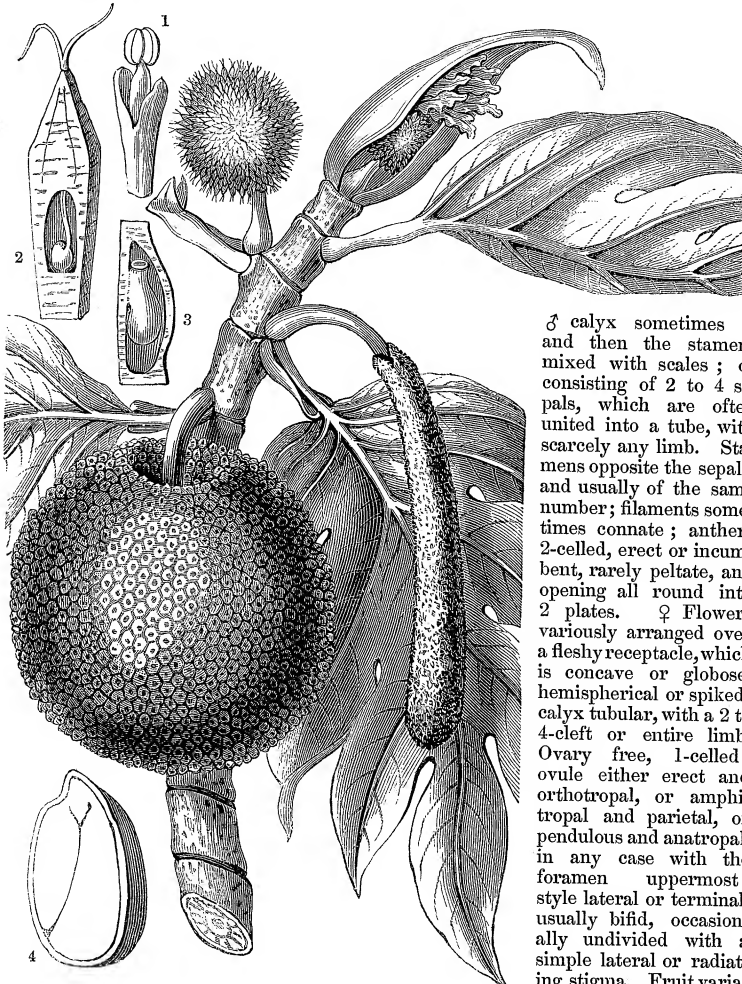 1
2
3
4
♂ calyx sometimes
and then the stamen
mixed with scales ; o
consisting of 2 to 4 s
pals, which are ofte
united into a tube, wit
scarcely any limb. Sta
mens opposite the sepal
and usually of the sam
number; filaments some
times connate ; anther
2-celled, erect or incum
bent, rarely peltate, an
opening all round int
2 plates. ♀ Flower
variously arranged ove
a fleshy receptacle, which
is concave or globose
hemispherical or spiked
calyx tubular, with a 2 t
4-cleft or entire limb
Ovary free, 1-celled
ovule either erect and
orthotropal, or amphi
tropal and parietal, o
pendulous and anatropal
in any case with the
foramen uppermost
style lateral or terminal
usually bifid, occasion
ally undivided with a
simple lateral or radiat
ing stigma. Fruit varia